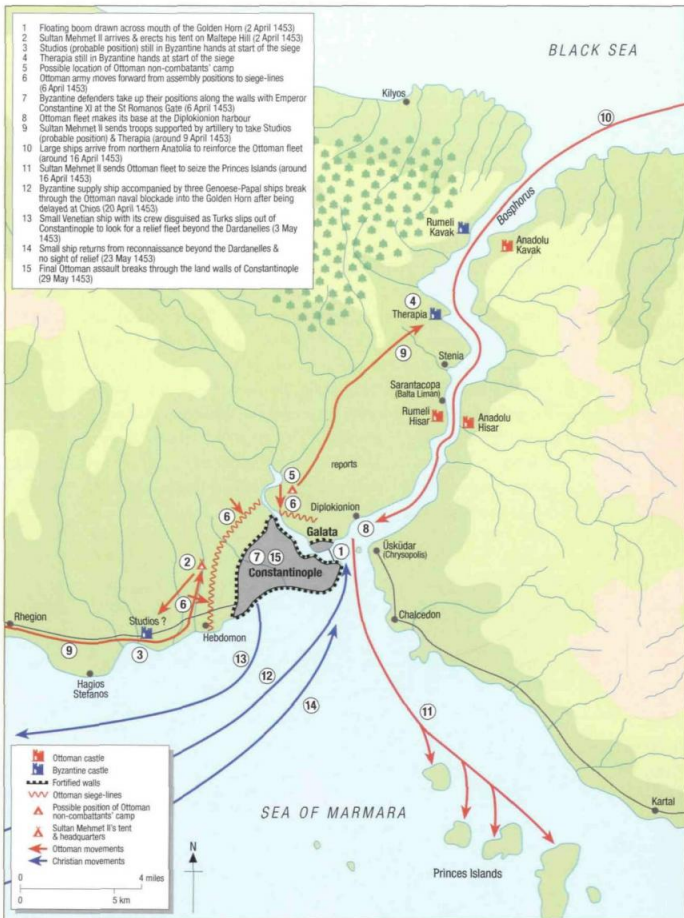 1 Floating boom drawn across mouth of the Golden Horn (2 April 1453)
2 Sultan Mehmet II arrives & erects his tent on Maltepe Hill (2 April 1453)
3 Studios (probable position) still in Byzantine hands at start of the siege
4 Therapia still in Byzantine hands at start of the siege
5 Possible location of Ottoman non-combatants' camp
6 Ottoman army moves forward from assembly positions to siege-lines
(6 April 1453)
7 Byzantine defenders take up their positions along the walls with Emperor
Constantine XI at the St Romanos Gate (6 April 1453)
8 Ottoman fleet makes its base at the Diplokionion harbour
9 Sultan Mehmet II sends troops supported by artillery to take Studios
(probable position) & Therapia (around 9 April 1453)
10 Large ships arrive from northern Anatolia to reinforce the Ottoman fleet
(around 16 April 1453)
11 Sultan Mehmet II sends Ottoman fleet to seize the Princes Islands (around
16 April 1453)
12 Byzantine supply ship accompanied by three Genoese-Papal ships break
through the Ottoman naval blockade into the Golden Horn after being
delayed at Chios (20 April 1453)
13 Small Venetian ship with its crew disguised as Turks slips out of
Constantinople to look for a relief fleet beyond the Dardanelles (3 May
1453)
14 Small ship returns from reconnaissance beyond the Dardanelles &
no sight of relief (23 May 1453)
15 Final Ottoman assault breaks through the land walls of Constantinople
(29 May 1453)
BLACK SEA
Kilyos
10
Bosphorus
Rumeli
Kavak
Anadolu
Kavak
4
Therapia
9
Stenia
Sarantacopa
(Balta Liman)
Rumeli
Hisar
Anadolu
Hisar
reports
5
6
6
Diplokionion
8
Galata
1
Üsküdar
(Chrysopolis)
7 15
Constantinople
2
6
Rhegion
Studios ?
Hebdomon
Chalcedon
9
3
13
Hagios
Stefanos
12
14
11
SEA OF MARMARA
Kartal
Princes Islands
Ottoman castle
Byzantine castle
Fortified walls
Ottoman siege-lines
Possible position of Ottoman
non-combatants' camp
Sultan Mehmet II's tent
& headquarters
Ottoman movements
Christian movements
N
0 4 miles
0 5 km